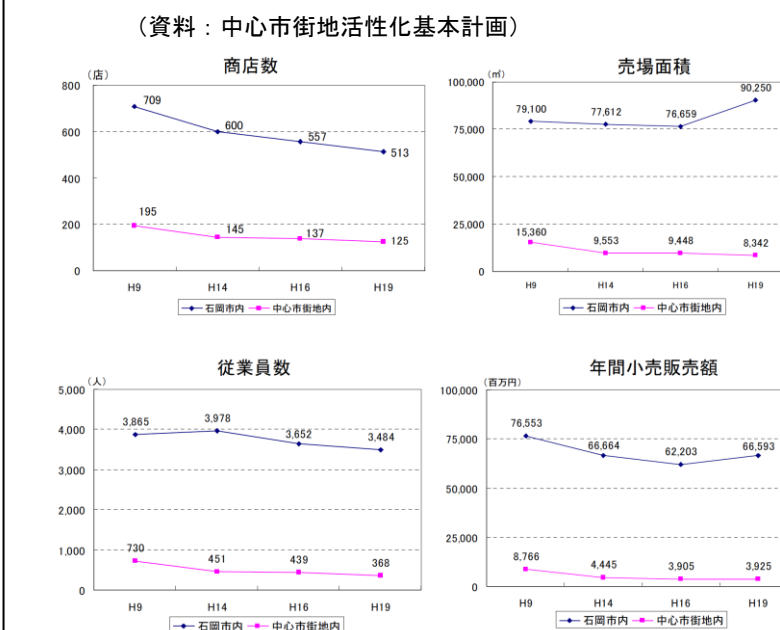 （資料：中心市街地活性化基本計画）
商店数
（店）
800
600
400
200
0
709
600
557
513
195
145
137
125
H9
H14
H16
H19
石岡市内
中心市街地内
売場面積
（㎡）
100,000
75,000
50,000
25,000
0
79,100
77,612
76,659
90,250
15,360
9,553
9,448
8,342
H9
H14
H16
H19
石岡市内
中心市街地内
従業員数
（人）
5,000
4,000
3,000
2,000
1,000
0
3,865
3,978
3,652
3,484
730
451
439
368
H9
H14
H16
H19
石岡市内
中心市街地内
年間小売販売額
（百万円）
100,000
75,000
50,000
25,000
0
76,553
66,664
62,203
66,593
8,766
4,445
3,905
3,925
H9
H14
H16
H19
石岡市内
中心市街地内